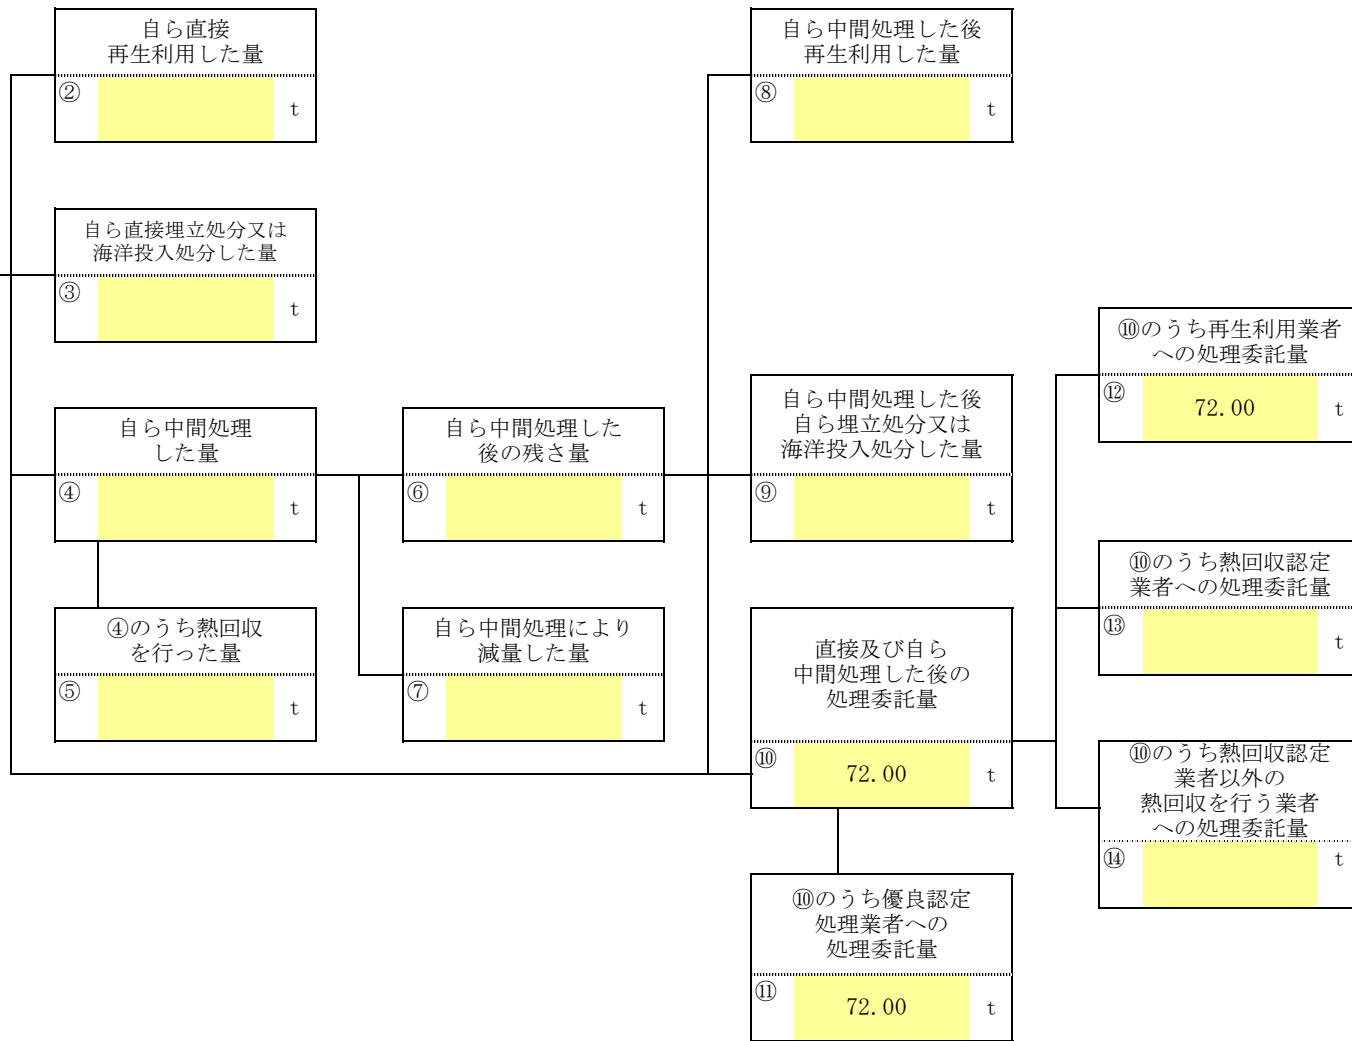 自ら直接
再生利用した量
② t
自ら中間処理した後
再生利用した量
⑧ t
自ら直接埋立処分又は
海洋投入処分した量
③ t
⑩のうち再生利用業者
への処理委託量
⑫ 72.00 t
自ら中間処理
した量
④ t
自ら中間処理した
後の残さ量
⑥ t
自ら中間処理した後
自ら埋立処分又は
海洋投入処分した量
⑨ t
⑩のうち熱回収認定
業者への処理委託量
⑬ t
④のうち熱回収
を行った量
⑤ t
自ら中間処理により
減量した量
⑦ t
直接及び自ら
中間処理した後の
処理委託量
⑩ 72.00 t
⑩のうち熱回収認定
業者以外の
熱回収を行う業者
への処理委託量
⑭ t
⑩のうち優良認定
処理業者への
処理委託量
⑪ 72.00 t